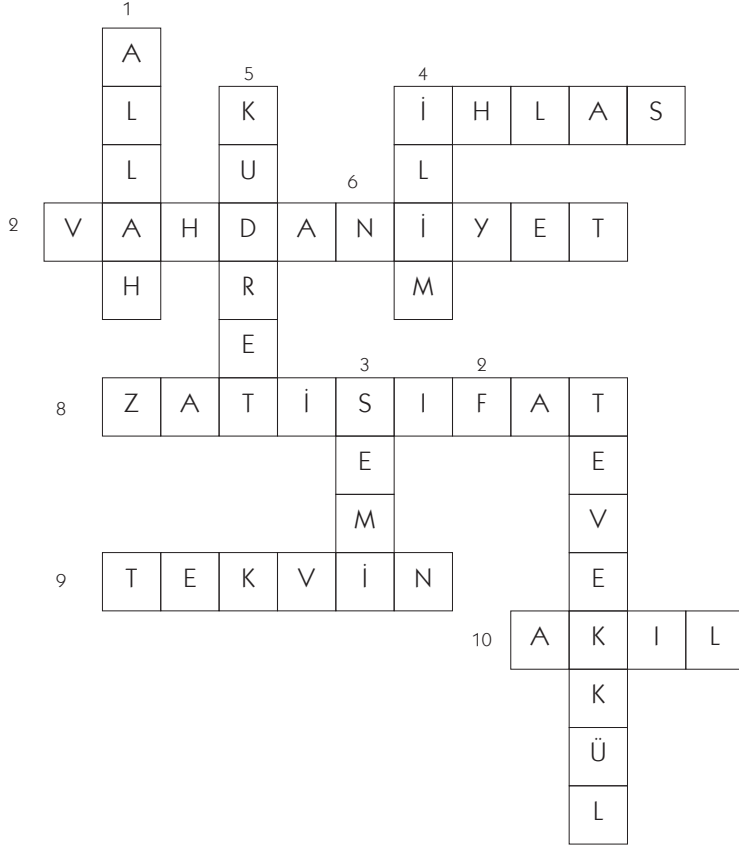 1
A
5 4
L K İ H L A S
L U L
6
2 V A H D A N İ Y E T
H R M
E
3 2
8 Z A T İ S I F A T
E E
M V
9 T E K V İ N E
10 A K I L
K
Ü
L